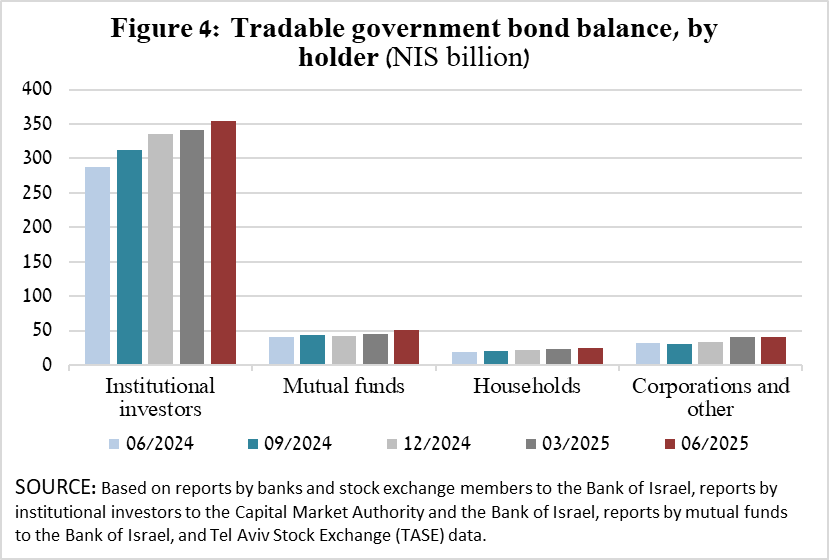 Figure 4: Tradable government bond balance, by
holder (NIS billion)
400
350
300
250
200
150
100
50
0
Institutional
investors
Mutual funds
Households
Corporations and
other
06/2024
09/2024
12/2024
03/2025
06/2025
SOURCE: Based on reports by banks and stock exchange members to the Bank of Israel, reports by
institutional investors to the Capital Market Authority and the Bank of Israel, reports by mutual funds
to the Bank of Israel, and Tel Aviv Stock Exchange (TASE) data.